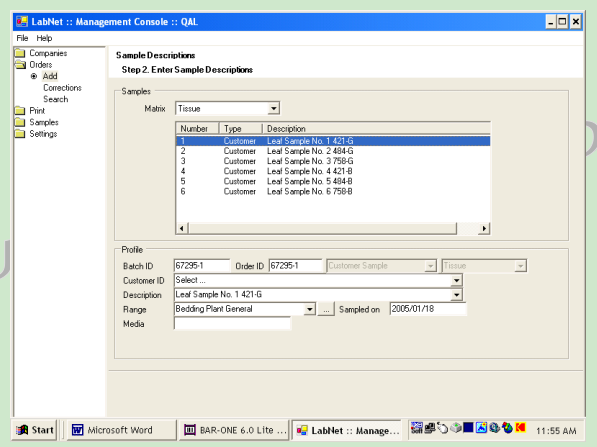 LabNet :: Management Console :: QAL
File Help
Companies
Orders
Add
Corrections
Search
Print
Samples
Settings
Sample Descriptions
Step 2. Enter Sample Descriptions
Samples
Matrix Tissue
Number Type Description
1 Customer Leaf Sample No. 1 421-G
2 Customer Leaf Sample No. 2 484-G
3 Customer Leaf Sample No. 3 758-G
4 Customer Leaf Sample No. 4 421-B
5 Customer Leaf Sample No. 5 484-B
6 Customer Leaf Sample No. 6 758-B
Profile
Batch ID 67295-1 Order ID 67295-1 Customer Sample Tissue
Customer ID Select ...
Description Leaf Sample No. 1 421-G
Range Bedding Plant General ... Sampled on 2005/01/18
Media
Start Microsoft Word BAR-ONE 6.0 Lite ... LabNet :: Manage... 11:55 AM